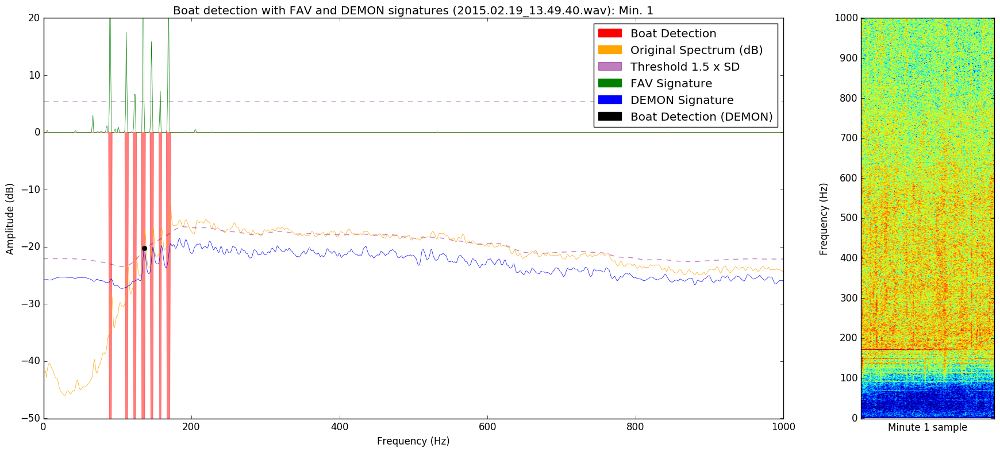 Boat detection with FAV and DEMON signatures (2015.02.19_13.49.40.wav): Min. 1
Boat Detection
Original Spectrum (dB)
Threshold 1.5 x SD
FAV Signature
DEMON Signature
Boat Detection (DEMON)
Amplitude (dB)
20
10
0
−10
−20
−30
−40
−50
0
200
400
600
800
1000
Frequency (Hz)
Frequency (Hz)
1000
900
800
700
600
500
400
300
200
100
0
Minute 1 sample